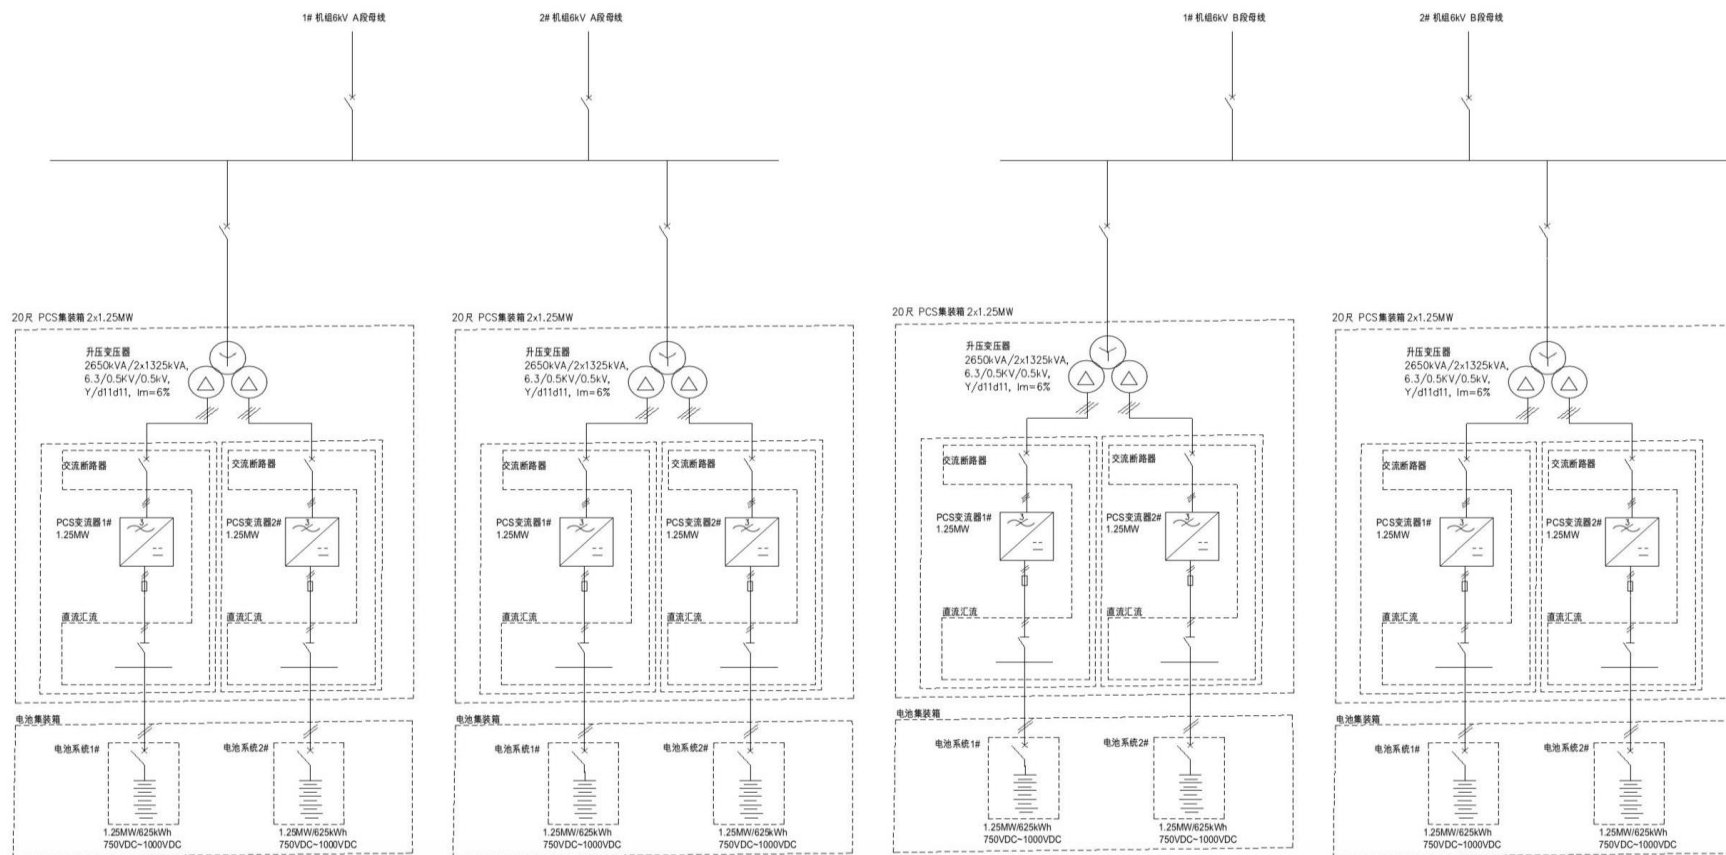 1# 机组6kV A段母线
2# 机组6kV A段母线
1# 机组6kV B段母线
2# 机组6kV B段母线
20尺 PCS集装箱 2x1.25MW
升压变压器
2650kVA/2x1325kVA,
6.3/0.5KV/0.5kV,
Y/d11d11, Im=6%
交流断路器
交流断路器
PCS变流器1#
1.25MW
PCS变流器2#
1.25MW
直流汇流
直流汇流
电池集装箱
电池系统1#
电池系统2#
1.25MW/625kWh
750VDC~1000VDC
1.25MW/625kWh
750VDC~1000VDC
20尺 PCS集装箱 2x1.25MW
升压变压器
2650kVA/2x1325kVA,
6.3/0.5KV/0.5kV,
Y/d11d11, Im=6%
交流断路器
交流断路器
PCS变流器1#
1.25MW
PCS变流器2#
1.25MW
直流汇流
直流汇流
电池集装箱
电池系统1#
电池系统2#
1.25MW/625kWh
750VDC~1000VDC
1.25MW/625kWh
750VDC~1000VDC
20尺 PCS集装箱 2x1.25MW
升压变压器
2650kVA/2x1325kVA,
6.3/0.5KV/0.5kV,
Y/d11d11, Im=6%
交流断路器
交流断路器
PCS变流器1#
1.25MW
PCS变流器2#
1.25MW
直流汇流
直流汇流
电池集装箱
电池系统1#
电池系统2#
1.25MW/625kWh
750VDC~1000VDC
1.25MW/625kWh
750VDC~1000VDC
20尺 PCS集装箱 2x1.25MW
升压变压器
2650kVA/2x1325kVA,
6.3/0.5KV/0.5kV,
Y/d11d11, Im=6%
交流断路器
交流断路器
PCS变流器1#
1.25MW
PCS变流器2#
1.25MW
直流汇流
直流汇流
电池集装箱
电池系统1#
电池系统2#
1.25MW/625kWh
750VDC~1000VDC
1.25MW/625kWh
750VDC~1000VDC